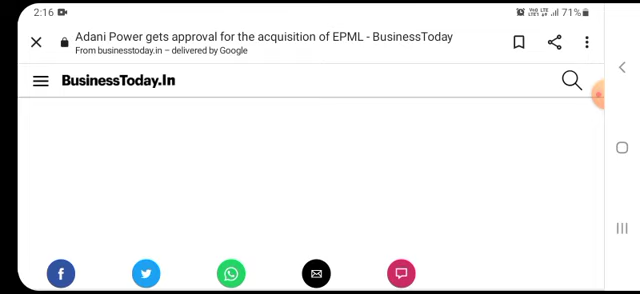 2:16 71%
Adani Power gets approval for the acquisition of EPML - BusinessToday
From businesstoday.in – delivered by Google
BusinessToday.In
f